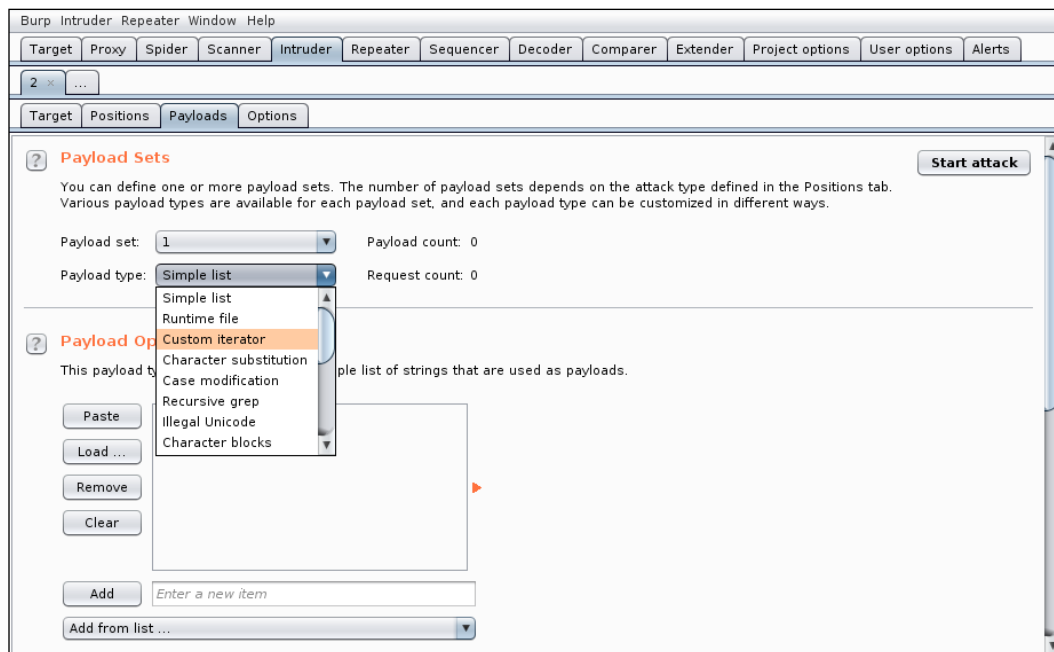 Burp Intruder Repeater Window Help
Target Proxy Spider Scanner Intruder Repeater Sequencer Decoder Comparer Extender Project options User options Alerts
2 × ...
Target Positions Payloads Options
? Payload Sets
Start attack
You can define one or more payload sets. The number of payload sets depends on the attack type defined in the Positions tab.
Various payload types are available for each payload set, and each payload type can be customized in different ways.
Payload set: 1 Payload count: 0
Payload type: Simple list Request count: 0
Simple list
Runtime file
Custom iterator
Character substitution
Case modification
Recursive grep
Illegal Unicode
Character blocks
? Payload Op
This payload ty ple list of strings that are used as payloads.
Paste
Load ...
Remove
Clear
Add Enter a new item
Add from list ...